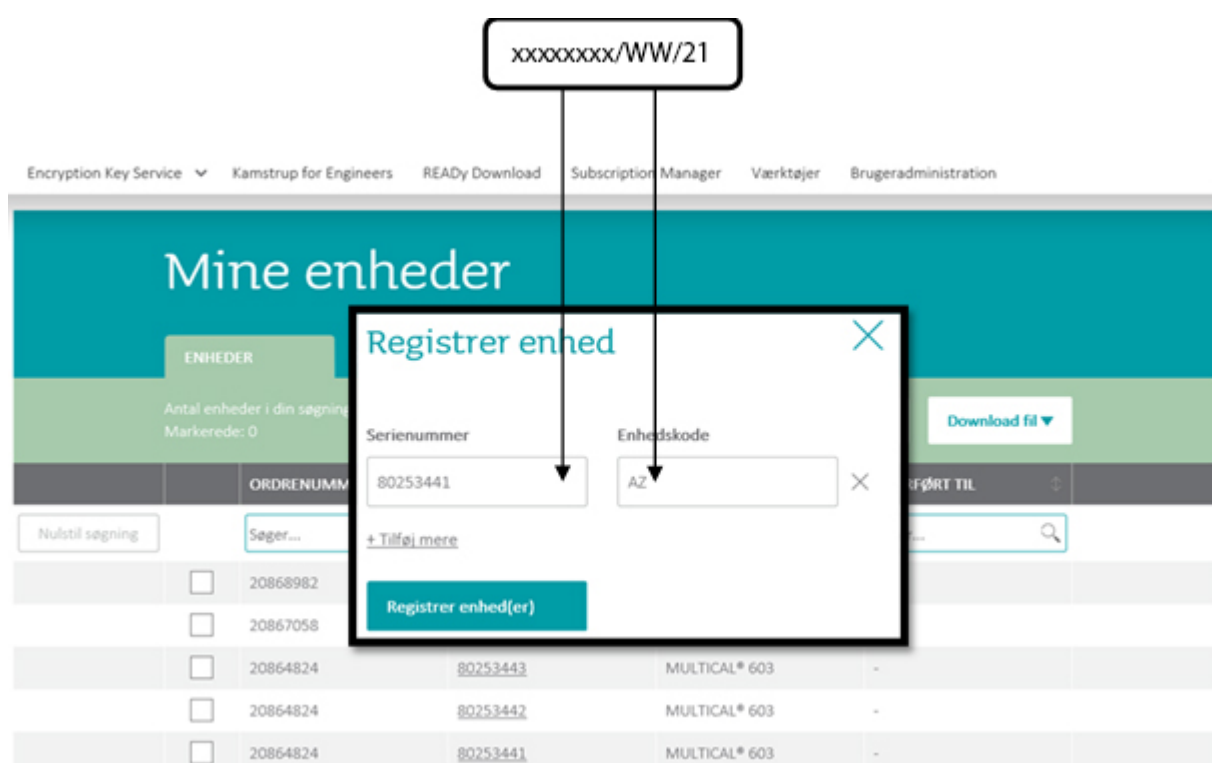 xxxxxxxx/WW/21
Encryption Key Service Kamstrup for Engineers READy Download Subscription Manager Værktøjer Brugeradministration
Mine enheder
Registrer enhed
ENHEDER
Antal enheder i din søgning
Markerede: 0
Download fil
Serienummer Enhedskode
80253441 AZ
ORDRENUMM TIL
+ Tilføj mere
Nulstil søgning Søger...
Registrer enhed(er)
20868982
20867058
20864824 80253443 MULTICAL® 603 -
20864824 80253442 MULTICAL® 603 -
20864824 80253441 MULTICAL® 603 -